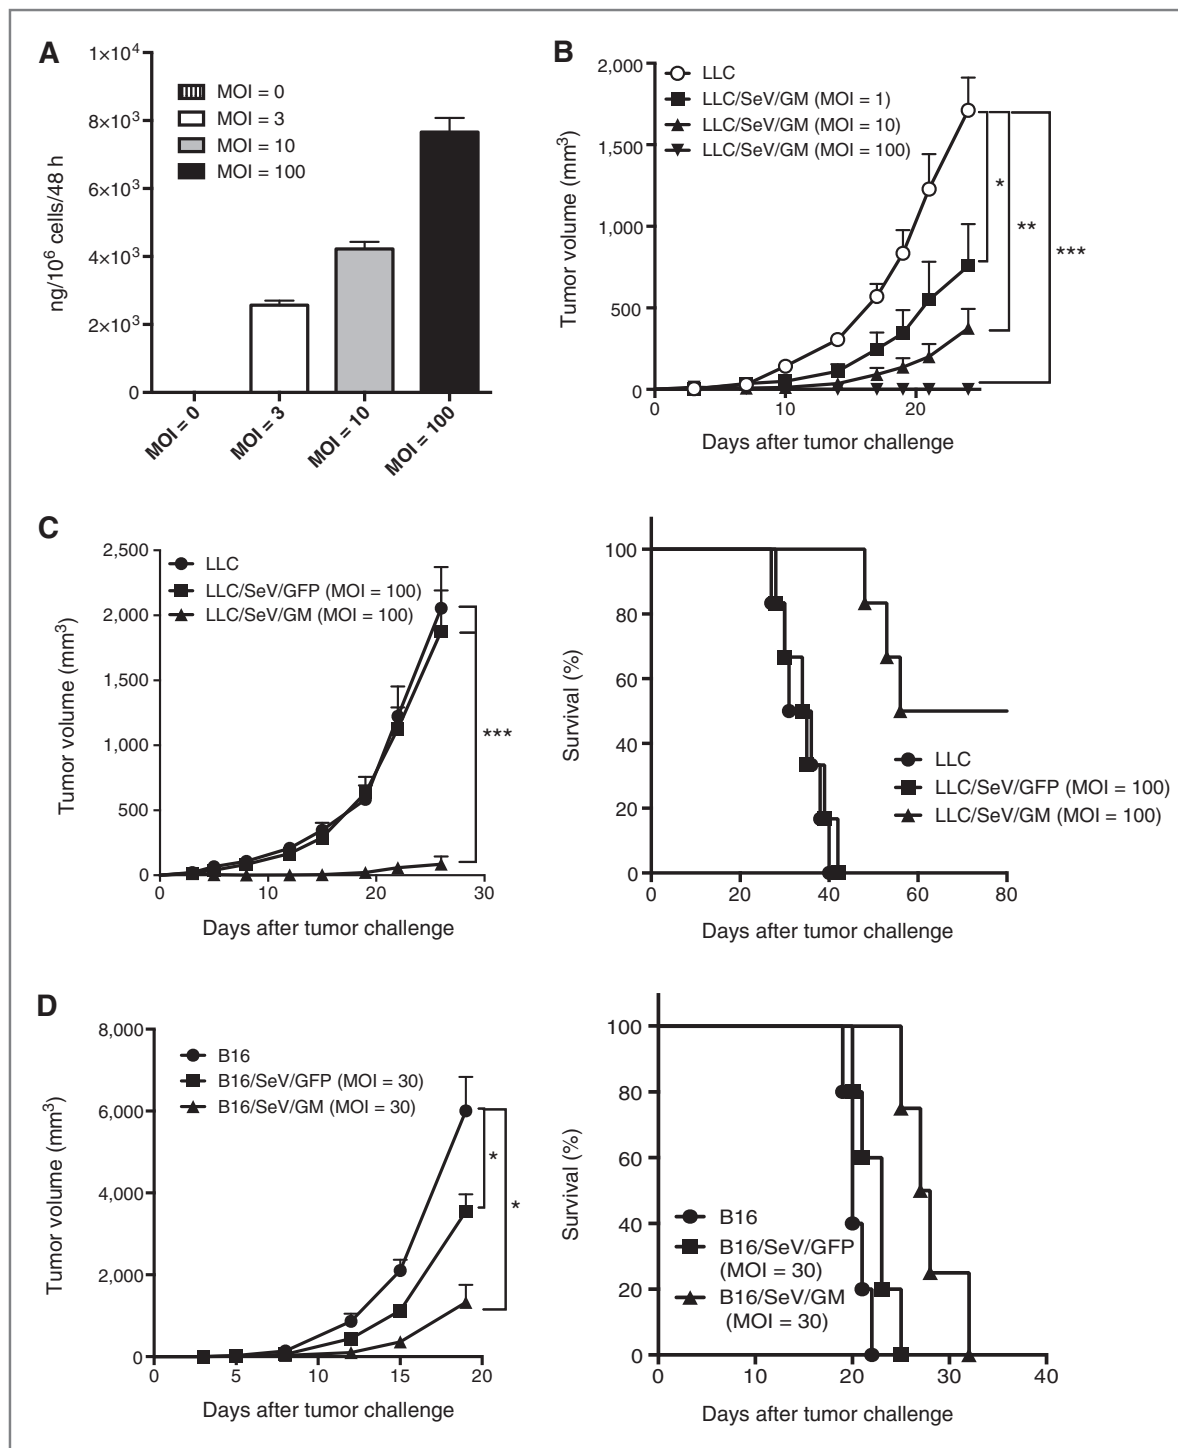 A
1×10⁴
8×10³
6×10³
4×10³
2×10³
0
ng/10⁶ cells/48 h
MOI = 0
MOI = 3
MOI = 10
MOI = 100
MOI = 0
MOI = 3
MOI = 10
MOI = 100
B
2,000
1,500
1,000
500
0
Tumor volume (mm³)
LLC
LLC/SeV/GM (MOI = 1)
LLC/SeV/GM (MOI = 10)
LLC/SeV/GM (MOI = 100)
*
**
***
0
10
20
Days after tumor challenge
C
2,500
2,000
1,500
1,000
500
0
Tumor volume (mm³)
LLC
LLC/SeV/GFP (MOI = 100)
LLC/SeV/GM (MOI = 100)
***
0
10
20
30
Days after tumor challenge
100
80
60
40
20
0
Survival (%)
LLC
LLC/SeV/GFP (MOI = 100)
LLC/SeV/GM (MOI = 100)
0
20
40
60
80
Days after tumor challenge
D
8,000
6,000
4,000
2,000
0
Tumor volume (mm³)
B16
B16/SeV/GFP (MOI = 30)
B16/SeV/GM (MOI = 30)
*
*
0
5
10
15
20
Days after tumor challenge
100
80
60
40
20
0
Survival (%)
B16
B16/SeV/GFP
(MOI = 30)
B16/SeV/GM
(MOI = 30)
0
10
20
30
40
Days after tumor challenge